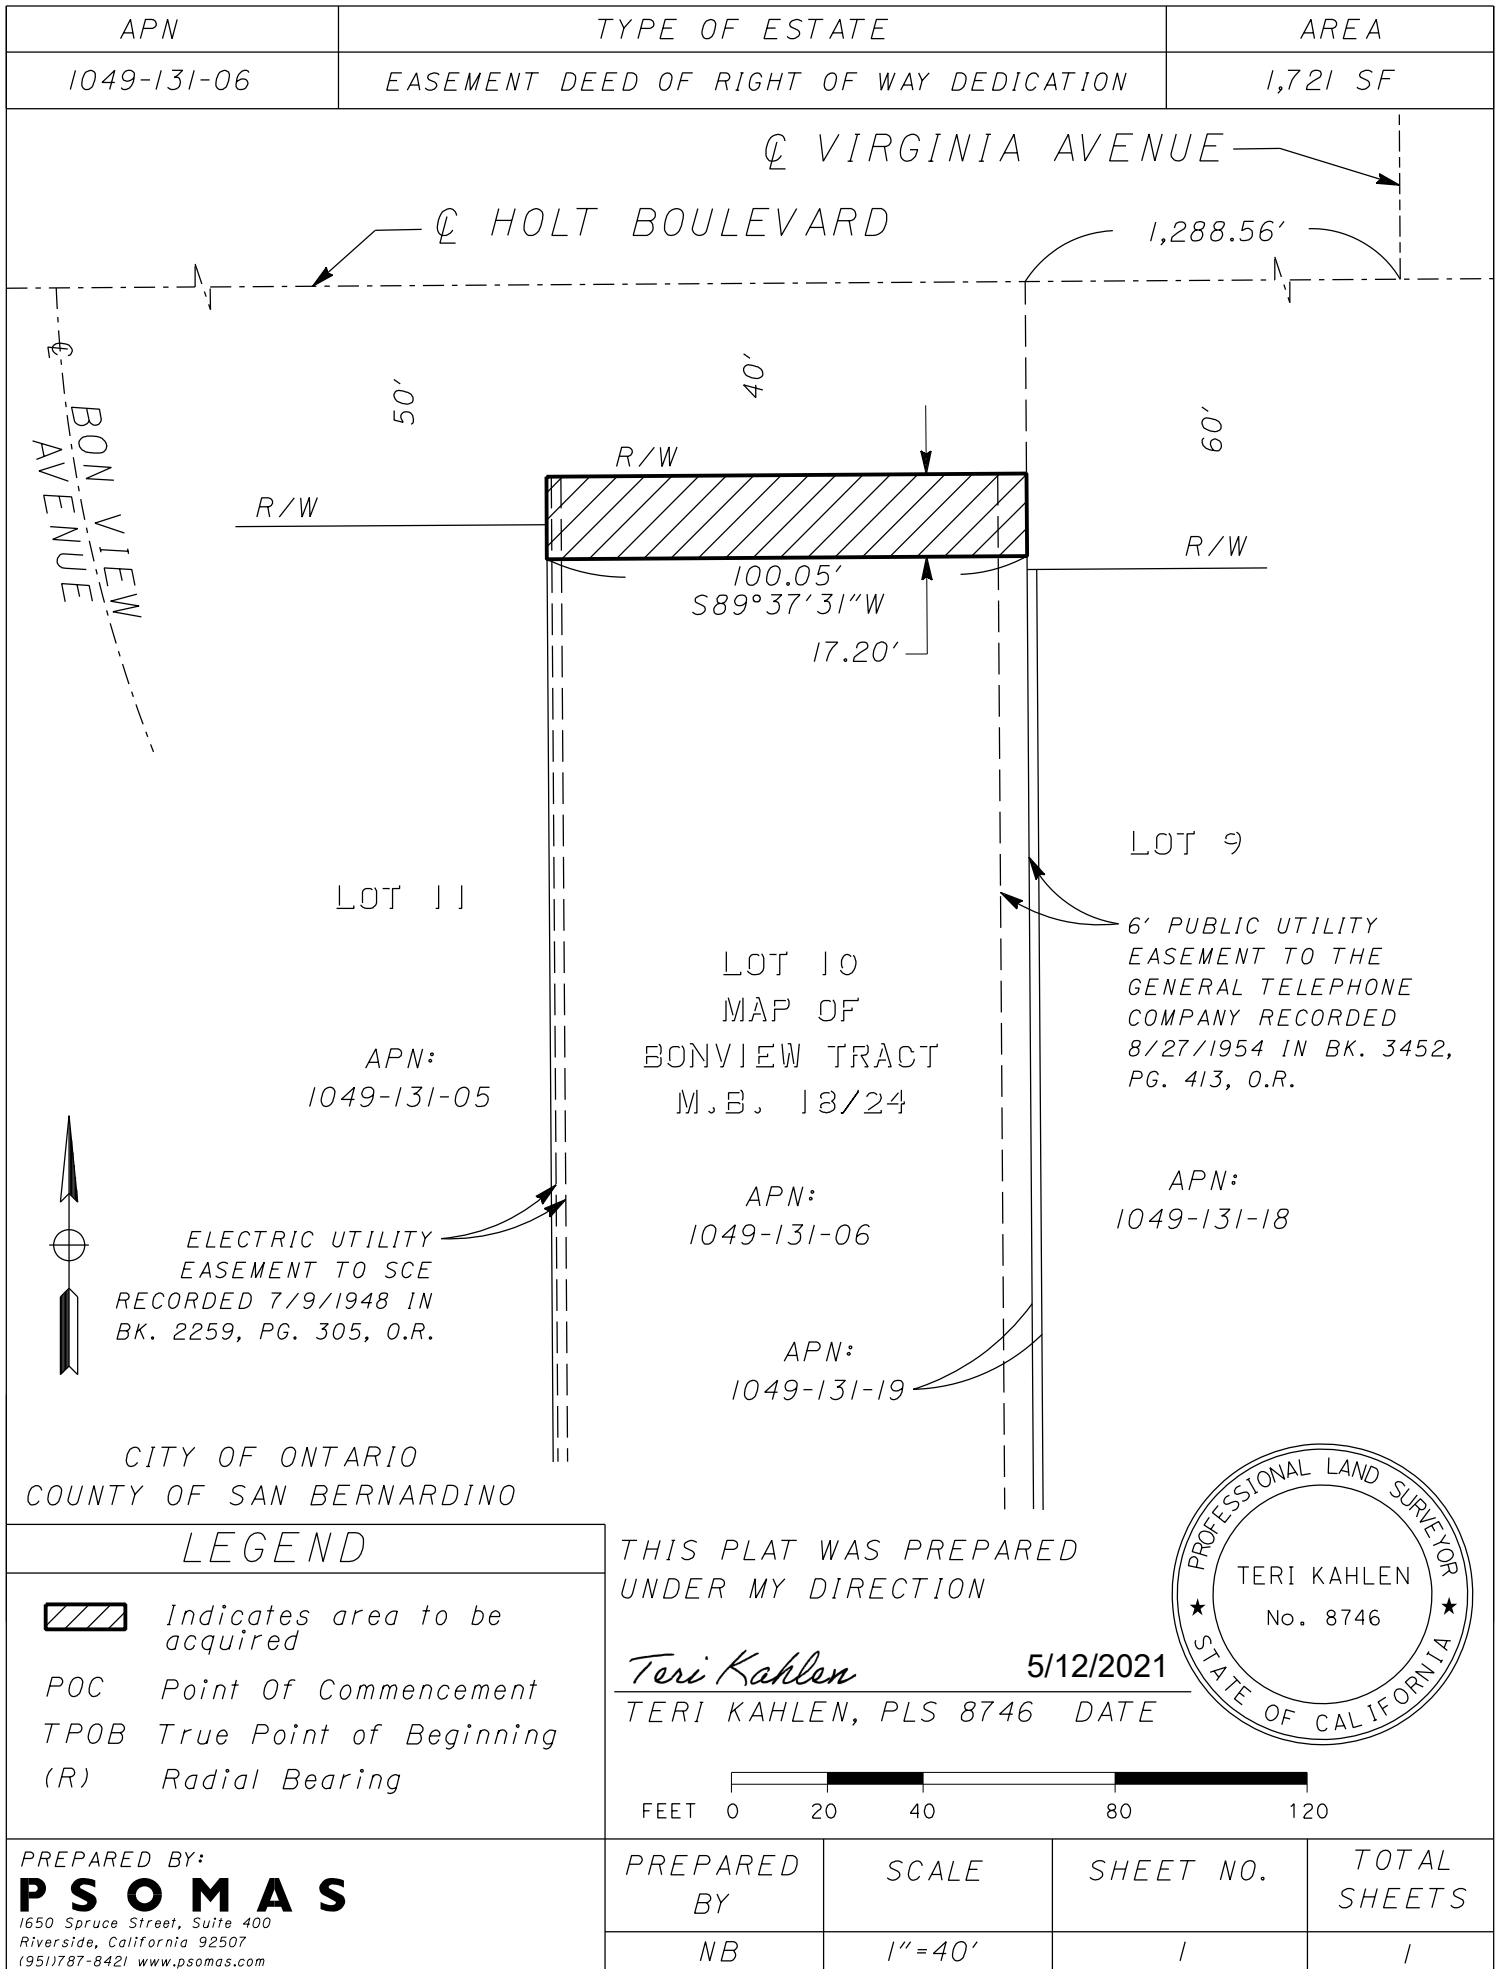 APN TYPE OF ESTATE AREA
1049-131-06 EASEMENT DEED OF RIGHT OF WAY DEDICATION 1,721 SF
℄ VIRGINIA AVENUE
℄ HOLT BOULEVARD
1,288.56'
℄ BON VIEW
AVENUE
50'
40'
60'
R/W
R/W
R/W
100.05'
S89°37'31"W
17.20'
LOT 9
LOT 11
6' PUBLIC UTILITY
EASEMENT TO THE
GENERAL TELEPHONE
COMPANY RECORDED
8/27/1954 IN BK. 3452,
PG. 413, O.R.
LOT 10
MAP OF
BONVIEW TRACT
M.B. 18/24
APN:
1049-131-05
APN:
1049-131-06
APN:
1049-131-18
ELECTRIC UTILITY
EASEMENT TO SCE
RECORDED 7/9/1948 IN
BK. 2259, PG. 305, O.R.
APN:
1049-131-19
CITY OF ONTARIO
COUNTY OF SAN BERNARDINO
LEGEND
Indicates area to be
acquired
POC Point Of Commencement
TPOB True Point of Beginning
(R) Radial Bearing
THIS PLAT WAS PREPARED
UNDER MY DIRECTION
Teri Kahlen 5/12/2021
TERI KAHLEN, PLS 8746 DATE
PROFESSIONAL LAND SURVEYOR
TERI KAHLEN
No. 8746
★ STATE OF CALIFORNIA ★
FEET 0 20 40 80 120
PREPARED BY:
PSOMAS
1650 Spruce Street, Suite 400
Riverside, California 92507
(951)787-8421 www.psomas.com
PREPARED
BY
SCALE
SHEET NO.
TOTAL
SHEETS
NB 1"=40' 1 1